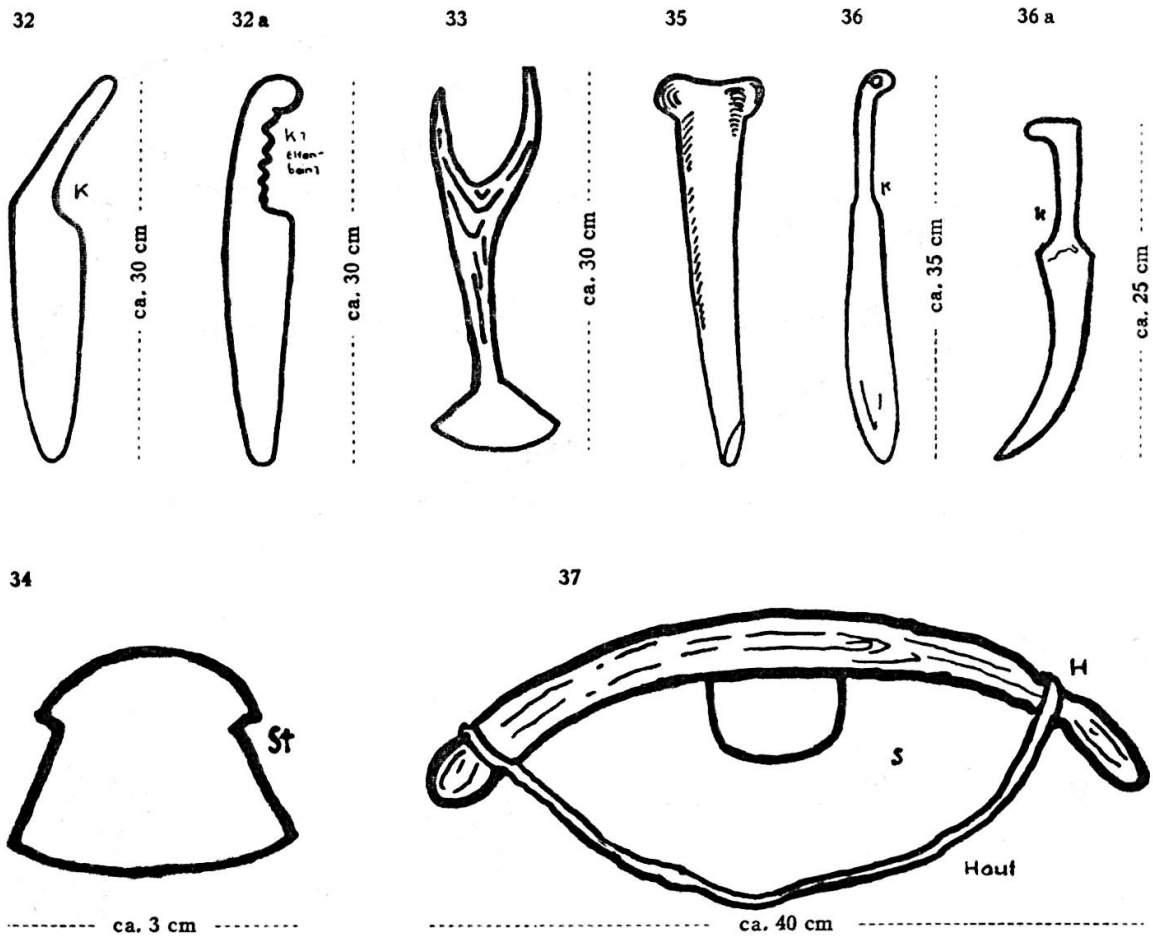 32
32 a
33
35
36
36 a
K
K?
Elfen-
bein?
K
K
ca. 30 cm
ca. 30 cm
ca. 30 cm
ca. 35 cm
ca. 25 cm
34
37
St
H
S
Haut
ca. 3 cm
ca. 40 cm